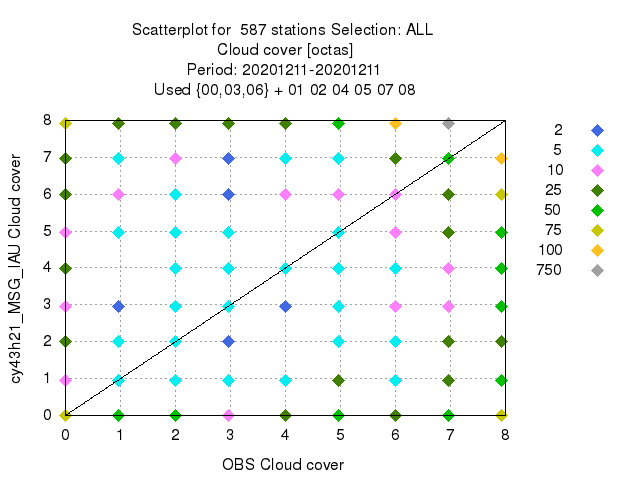 Scatterplot for 587 stations Selection: ALL
Cloud cover [octas]
Period: 20201211-20201211
Used {00,03,06} + 01 02 04 05 07 08
cy43h21_MSG_IAU Cloud cover
8
7
6
5
4
3
2
1
0
0 1 2 3 4 5 6 7 8
OBS Cloud cover
2
5
10
25
50
75
100
750